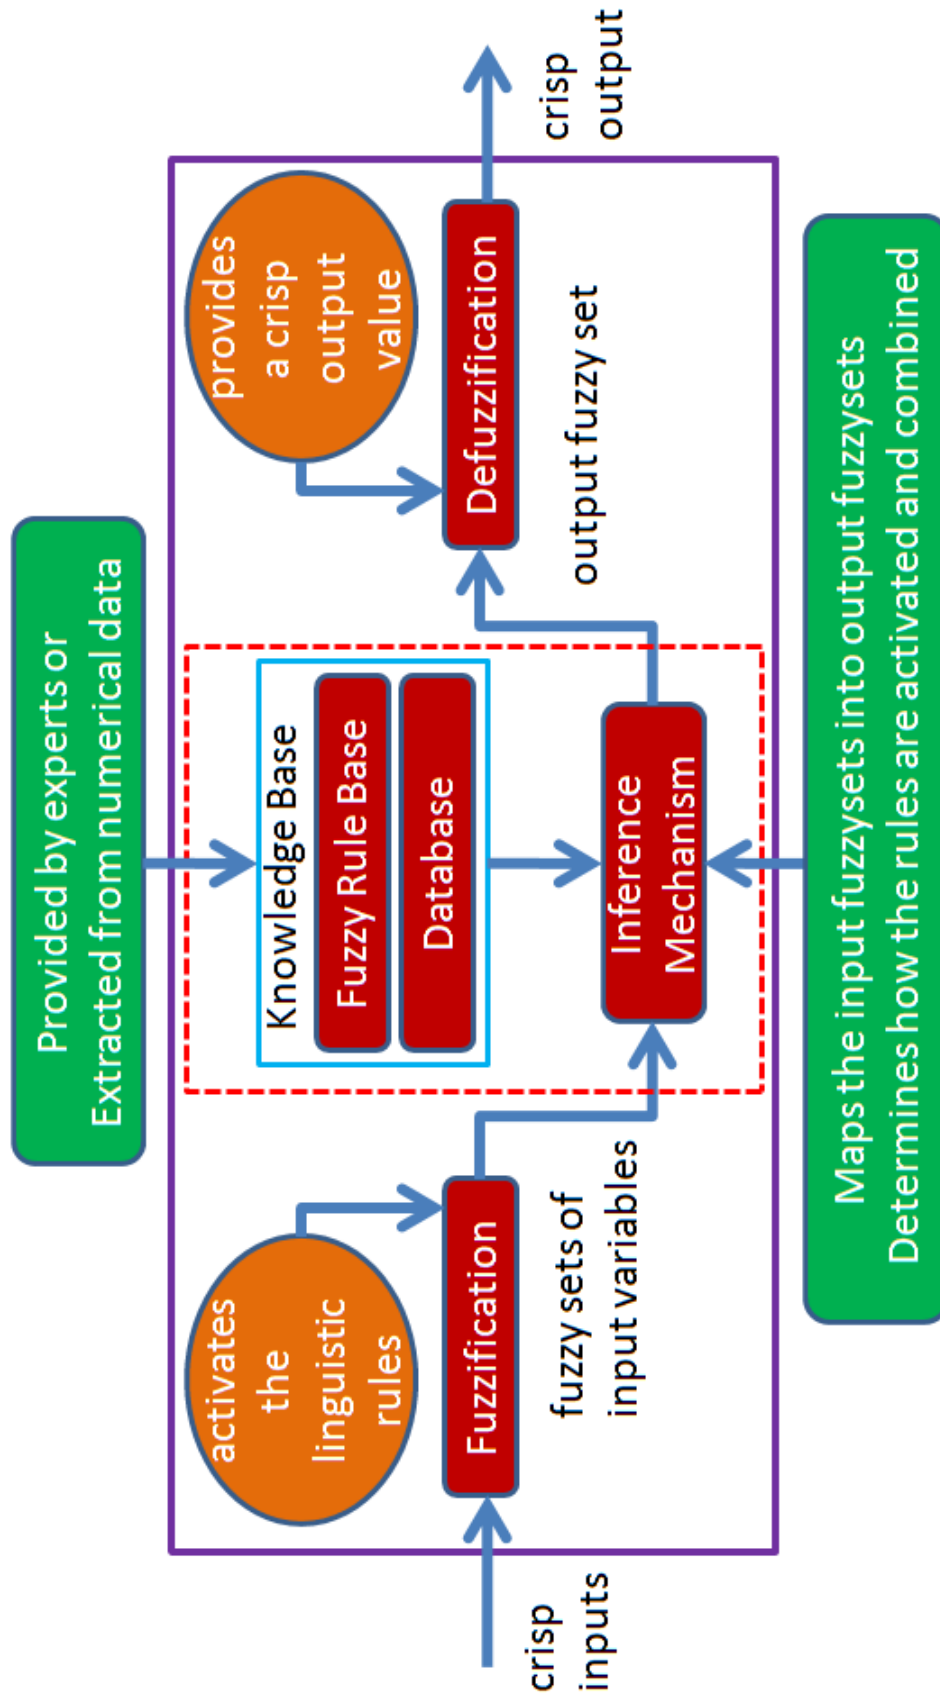 Provided by experts or
Extracted from numerical data
activates
the
linguistic
rules
Knowledge Base
Fuzzy Rule Base
Database
provides
a crisp
output
value
crisp
inputs
Fuzzification
fuzzy sets of
input variables
Inference
Mechanism
Defuzzification
output fuzzy set
crisp
output
Maps the input fuzzysets into output fuzzysets
Determines how the rules are activated and combined